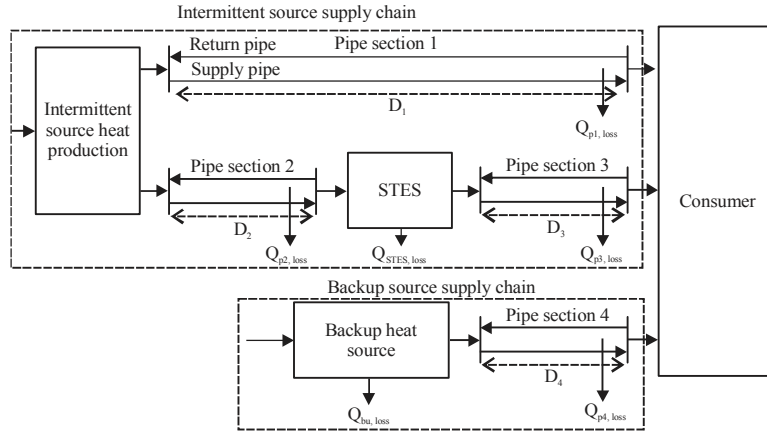 Intermittent source supply chain
Return pipe
Pipe section 1
Supply pipe
D1
Qp1, loss
Intermittent
source heat
production
Pipe section 2
D2
Qp2, loss
STES
QSTES, loss
Pipe section 3
D3
Qp3, loss
Consumer
Backup source supply chain
Backup heat
source
Qbu, loss
Pipe section 4
D4
Qp4, loss